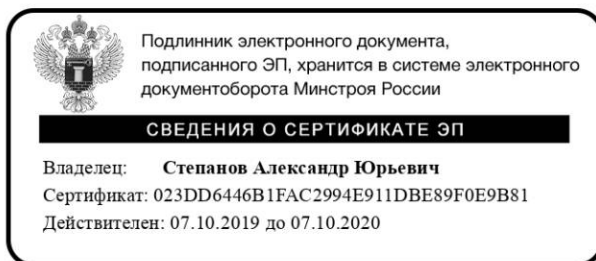 Подлинник электронного документа,
подписанного ЭП, хранится в системе электронного
документоборота Минстроя России
СВЕДЕНИЯ О СЕРТИФИКАТЕ ЭП
Владелец: Степанов Александр Юрьевич
Сертификат: 023DD6446B1FAC2994E911DBE89F0E9B81
Действителен: 07.10.2019 до 07.10.2020